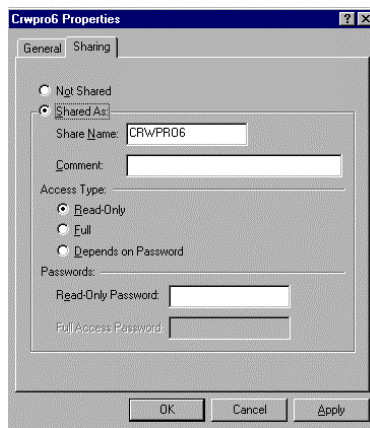 Crwpro6 Properties
General Sharing
Not Shared
Shared As:
Share Name: CRWPRO6
Comment:
Access Type:
Read-Only
Full
Depends on Password
Passwords:
Read-Only Password:
Full Access Password:
OK Cancel Apply